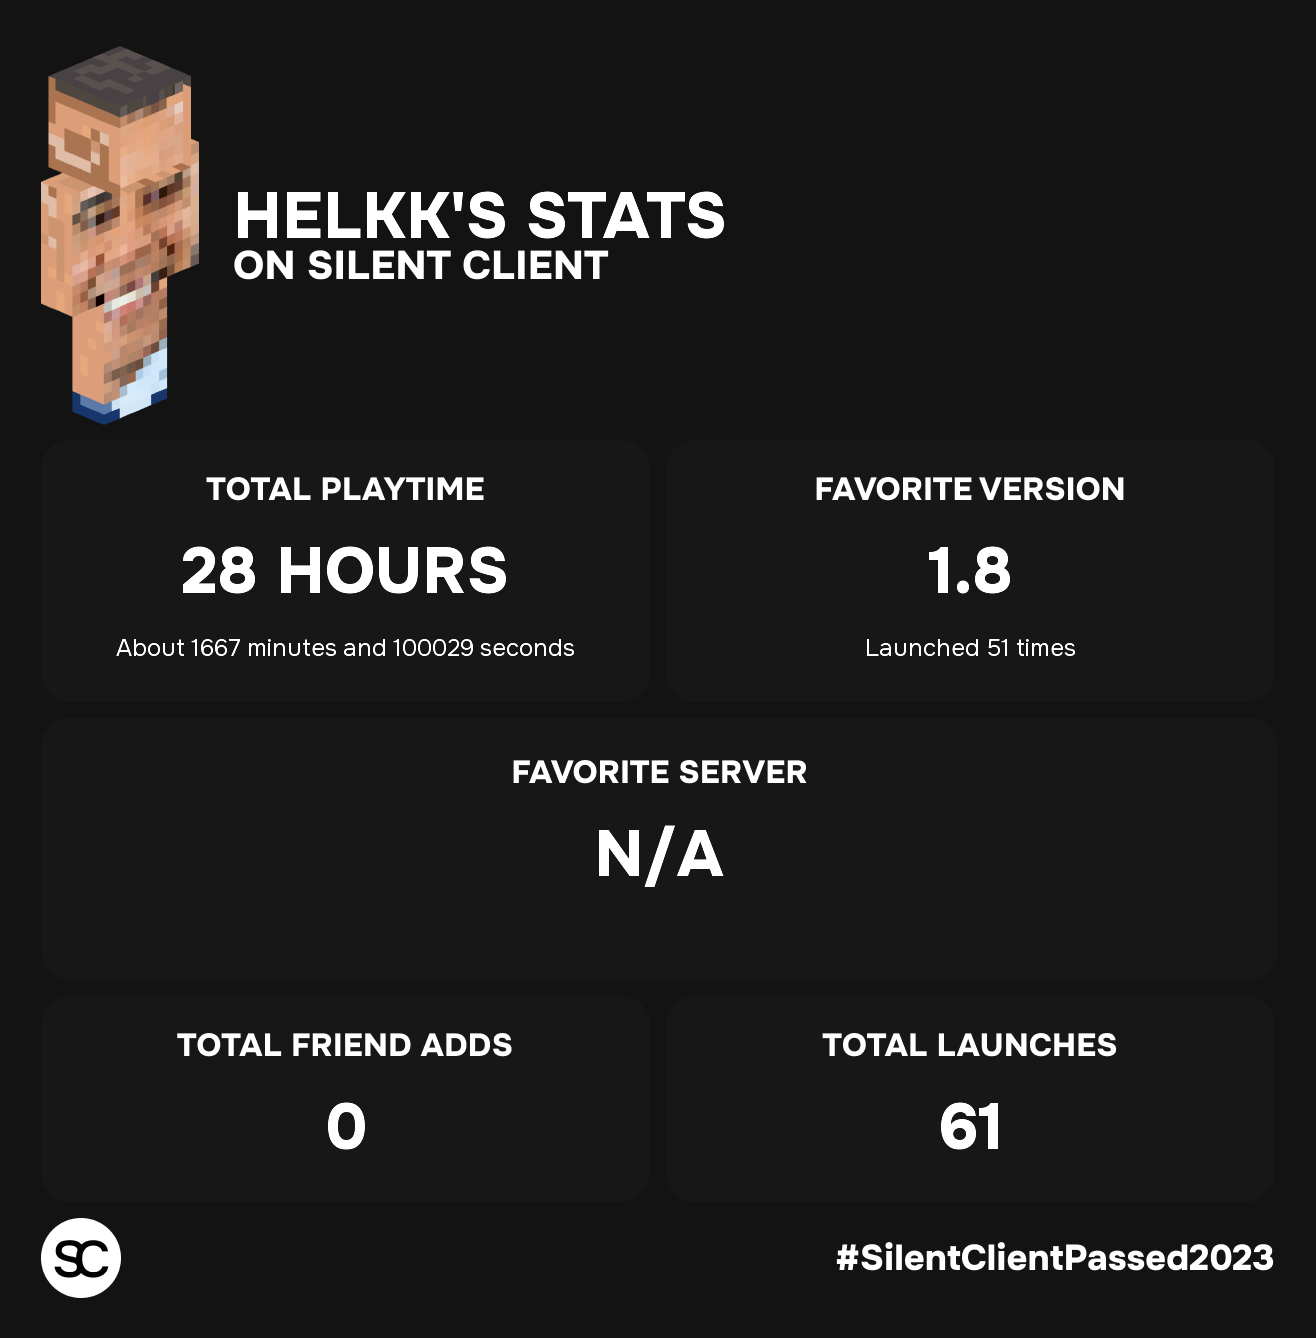 HELKK'S STATS
ON SILENT CLIENT
TOTAL PLAYTIME
28 HOURS
About 1667 minutes and 100029 seconds
FAVORITE VERSION
1.8
Launched 51 times
FAVORITE SERVER
N/A
TOTAL FRIEND ADDS
0
TOTAL LAUNCHES
61
SC
#SilentClientPassed2023